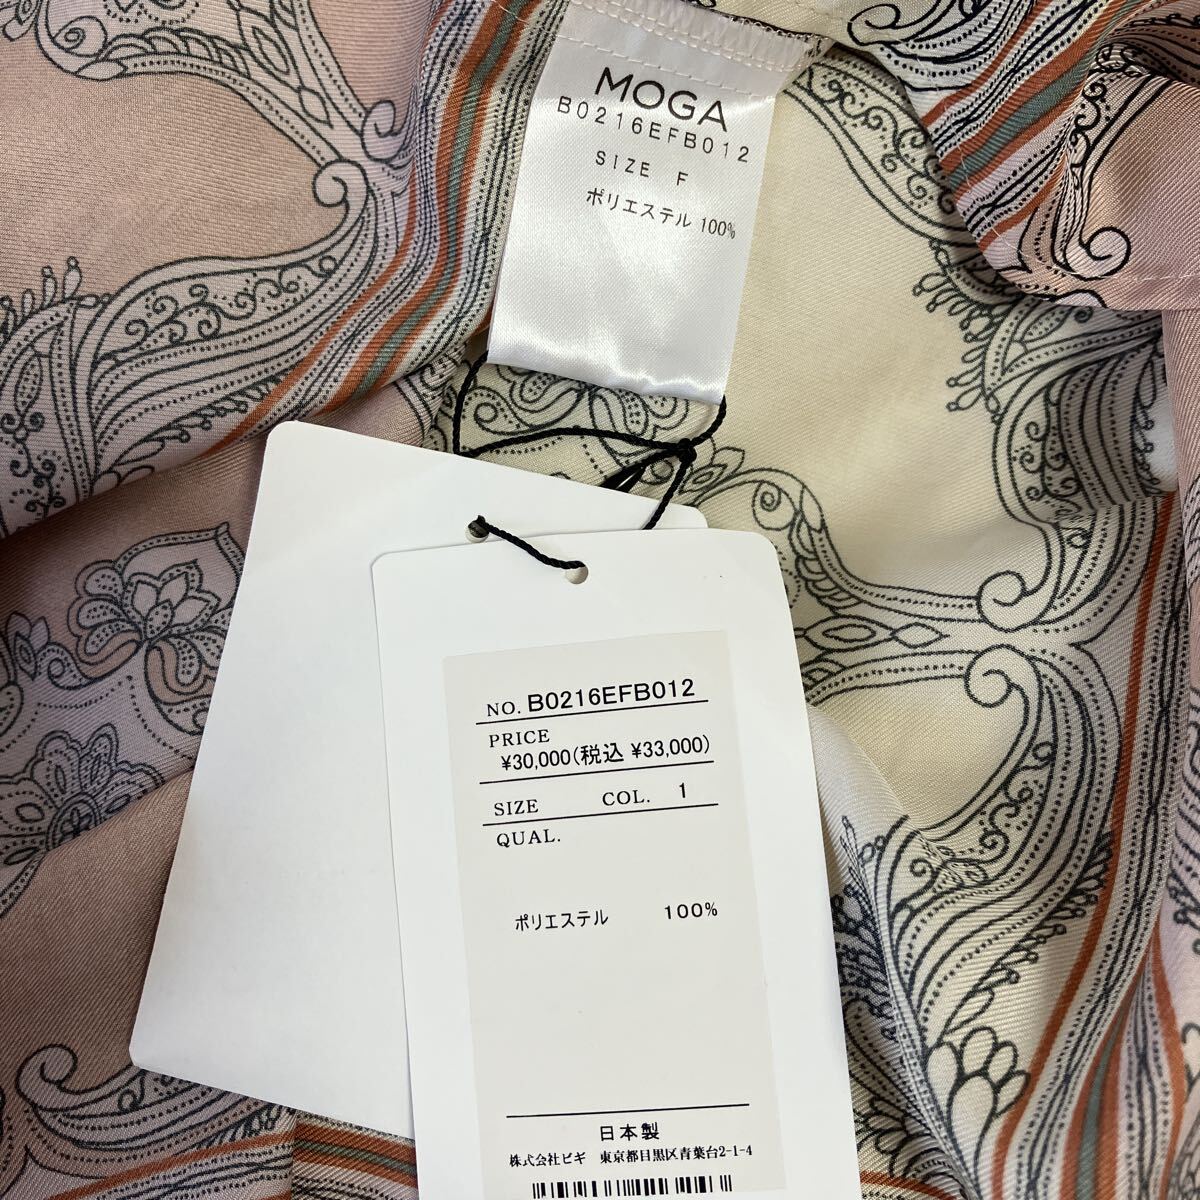 MOGA
B0216EFB012
SIZE F
ポリエステル 100%
NO. B0216EFB012
PRICE
¥30,000(税込 ¥33,000)
SIZE COL. 1
QUAL.
ポリエステル 100%
日本製
株式会社ビギ 東京都目黒区青葉台2-1-4